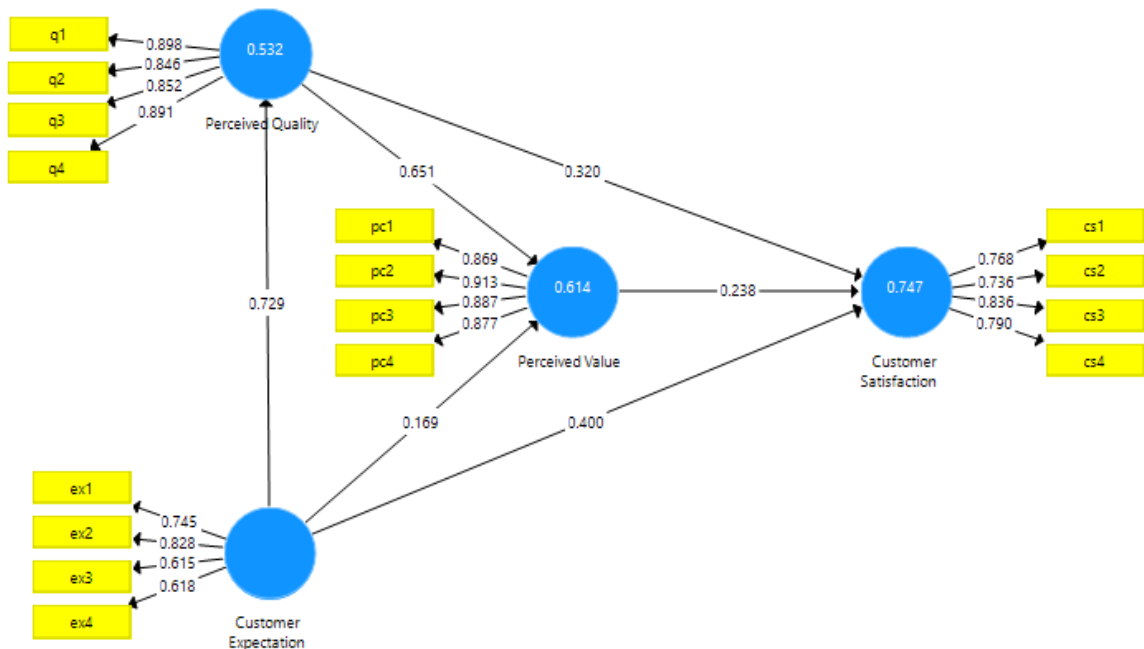 q1
0.898
0.532
0.846
q2
0.852
q3
0.891
Perceived Quality
q4
0.651
0.320
pc1
cs1
0.869
0.768
pc2
0.913
cs2
0.736
0.729
0.887
0.614
0.238
0.747
pc3
0.836
cs3
0.877
0.790
pc4
Perceived Value
Customer
Satisfaction
cs4
0.169
0.400
ex1
0.745
ex2
0.828
0.615
ex3
0.618
ex4
Customer
Expectation